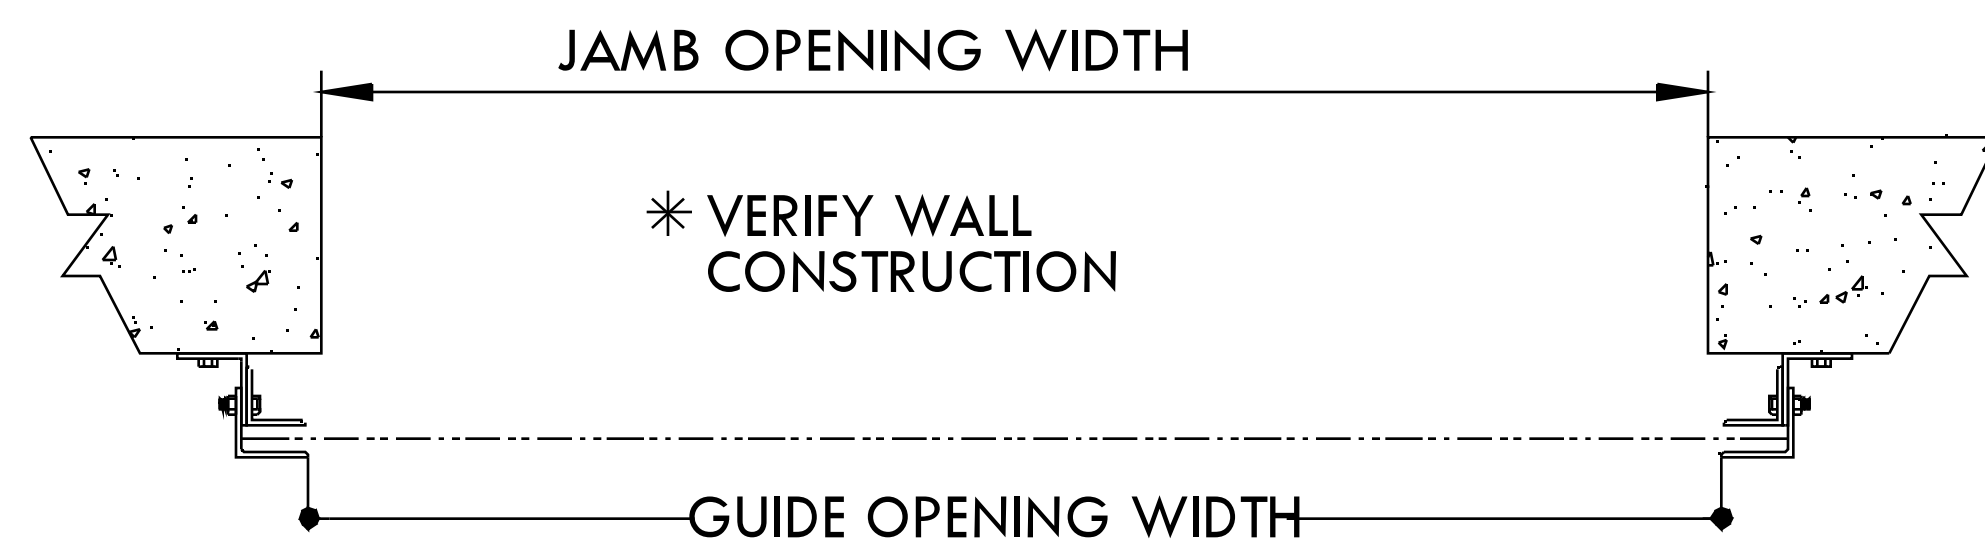 JAMB OPENING WIDTH
✳ VERIFY WALL
CONSTRUCTION
GUIDE OPENING WIDTH